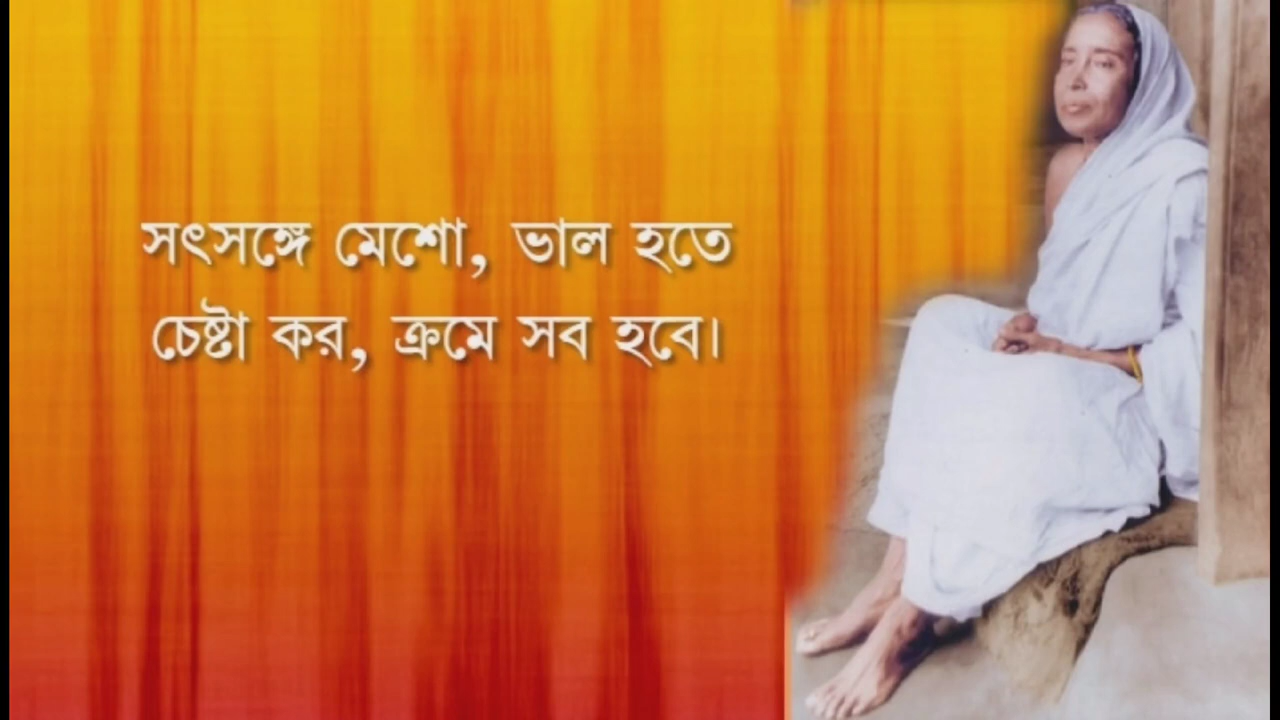 সৎসঙ্গে মেশো, ভাল হতে
চেষ্টা কর, ক্রমে সব হবে।